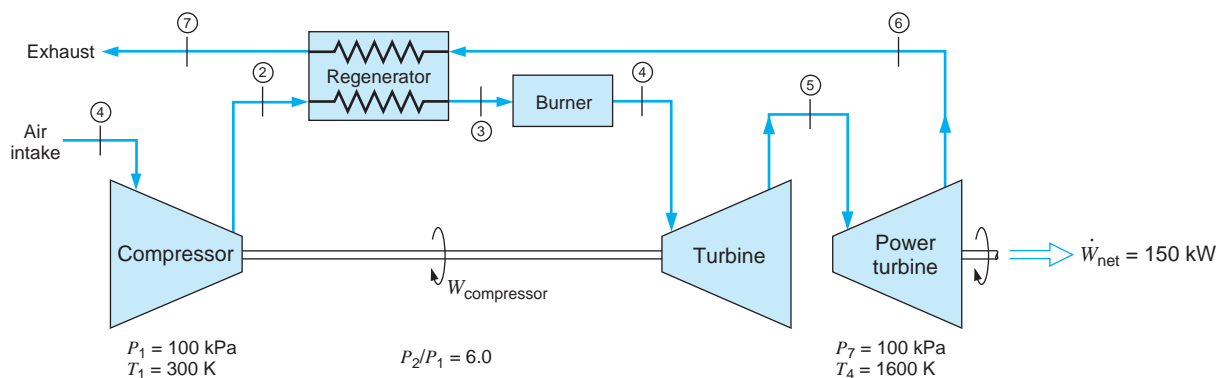 ⑦
⑥
Exhaust
②
Regenerator
④
Burner
⑤
④
③
Air
intake
Compressor
Turbine
Power
turbine
Ẇnet = 150 kW
Wcompressor
P1 = 100 kPa
T1 = 300 K
P2/P1 = 6.0
P7 = 100 kPa
T4 = 1600 K